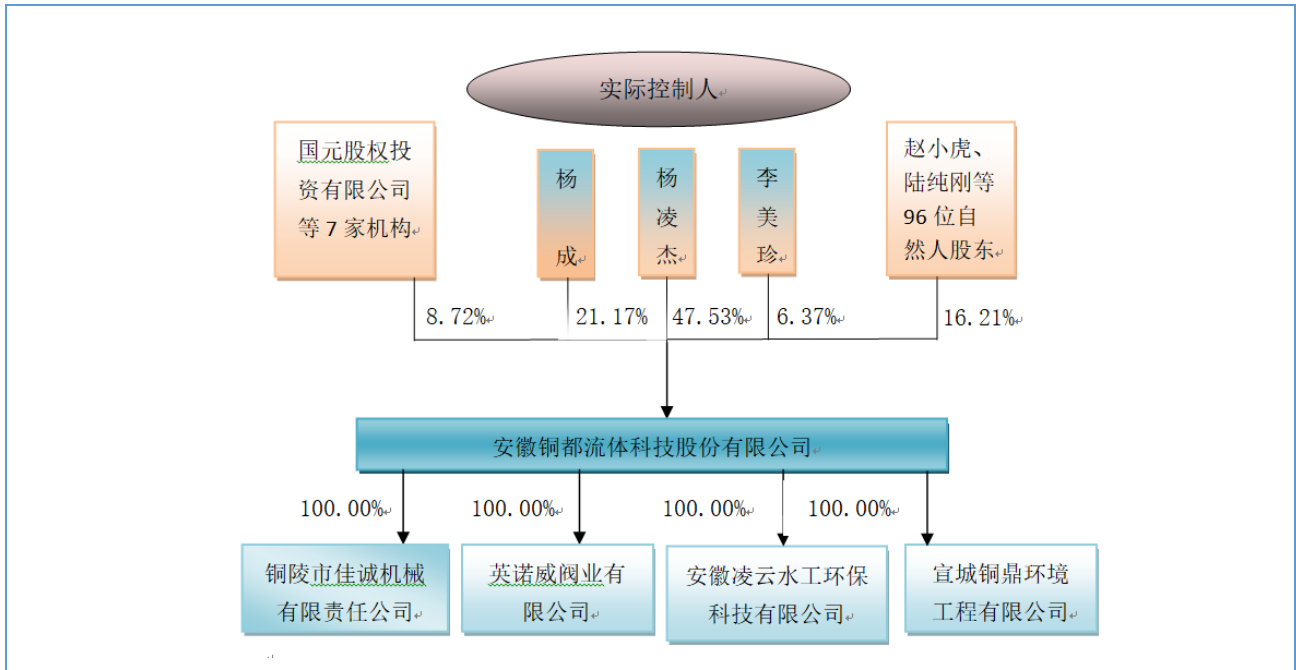 实际控制人
国元股权投
资有限公司
等 7 家机构
杨
成
杨
凌
杰
李
美
珍
赵小虎、
陆纯刚等
96 位自
然人股东
8.72%
21.17%
47.53%
6.37%
16.21%
安徽铜都流体科技股份有限公司
100.00%
100.00%
100.00%
100.00%
铜陵市佳诚机械
有限责任公司
英诺威阀业有
限公司
安徽凌云水工环保
科技有限公司
宣城铜鼎环境
工程有限公司